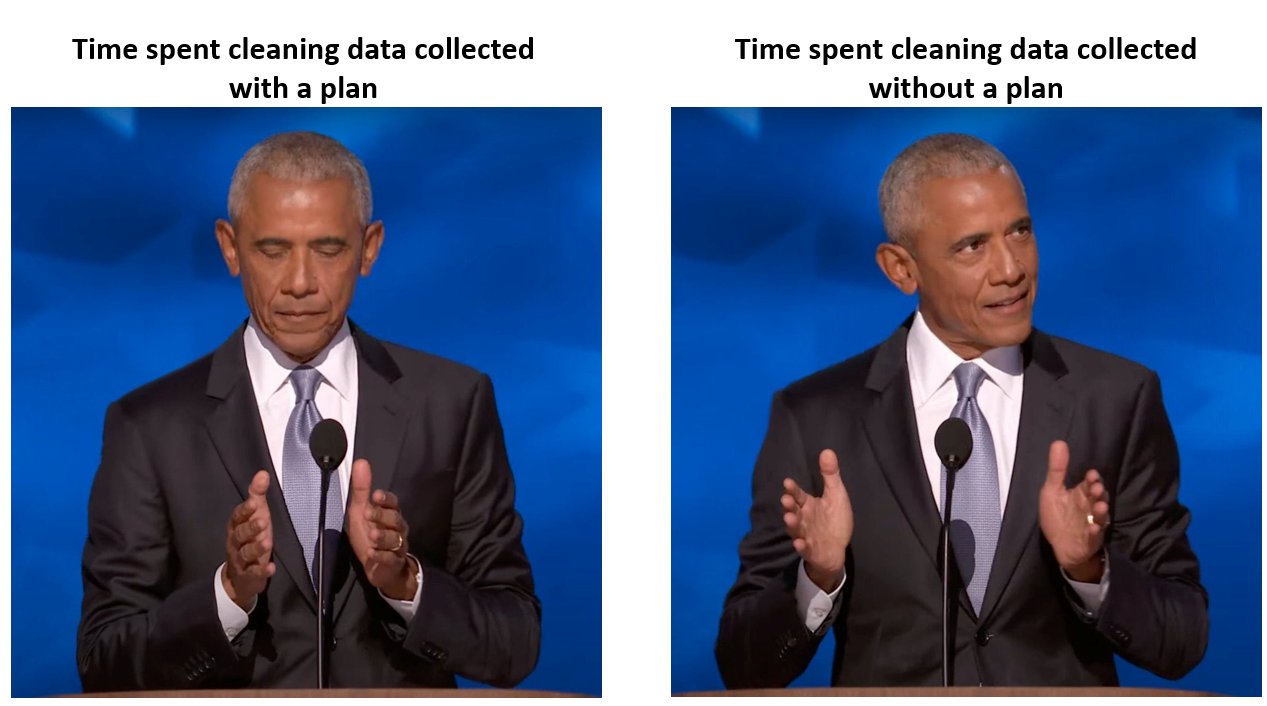 Time spent cleaning data collected
with a plan
Time spent cleaning data collected
without a plan